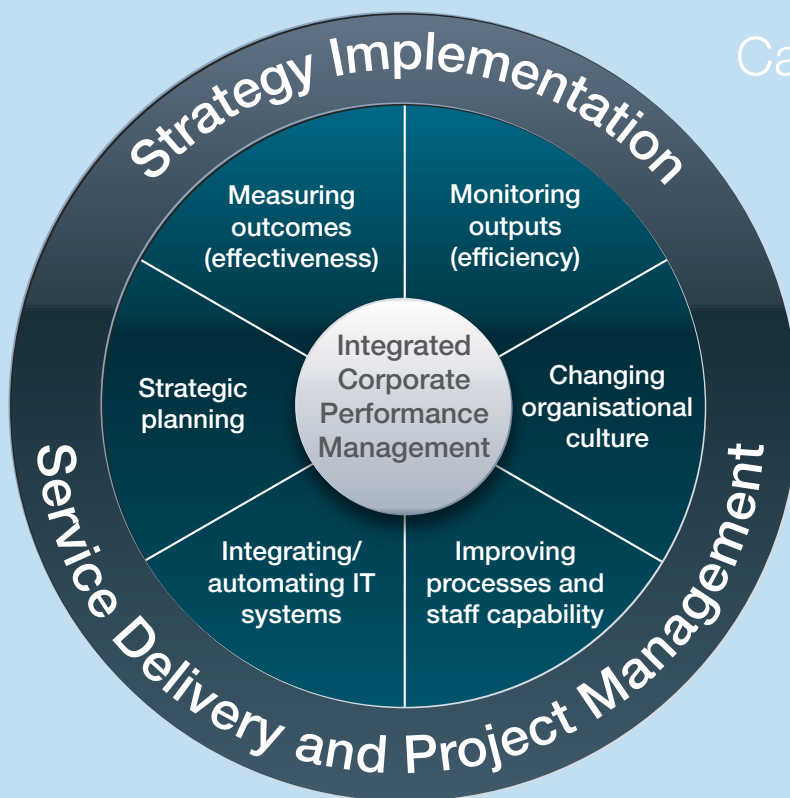 Strategy Implementation
Ca
Measuring
outcomes
(effectiveness)
Monitoring
outputs
(efficiency)
Strategic
planning
Integrated
Corporate
Performance
Management
Changing
organisational
culture
Integrating/
automating IT
systems
Improving
processes and
staff capability
Service Delivery and Project Management